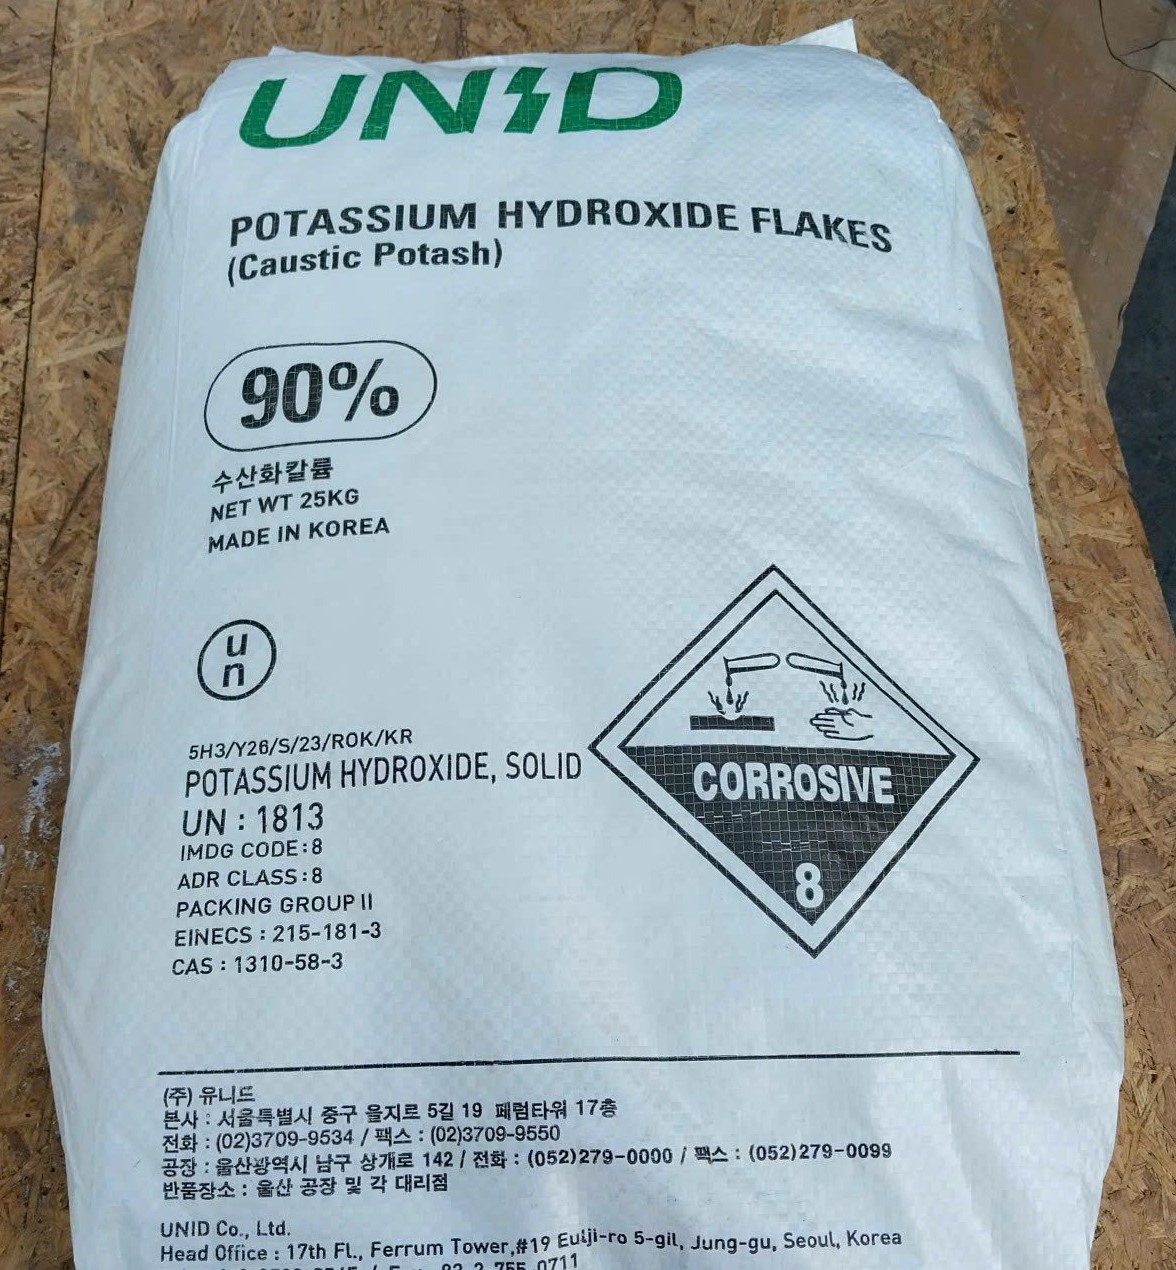 UNID
POTASSIUM HYDROXIDE FLAKES
(Caustic Potash)
90%
수산화칼륨
NET WT 25KG
MADE IN KOREA
un
5H3/Y26/S/23/ROK/KR
POTASSIUM HYDROXIDE, SOLID
UN : 1813
IMDG CODE:8
ADR CLASS:8
PACKING GROUP II
EINECS : 215-181-3
CAS : 1310-58-3
CORROSIVE
8
(주) 유니드
본사 : 서울특별시 중구 을지로 5길 19 페럼타워 17층
전화 : (02)3709-9534 / 팩스 : (02)3709-9550
공장 : 울산광역시 남구 상개로 142 / 전화 : (052)279-0000 / 팩스 : (052)279-0099
반품장소 : 울산 공장 및 각 대리점
UNID Co., Ltd.
Head Office : 17th Fl., Ferrum Tower,#19 Eulji-ro 5-gil, Jung-gu, Seoul, Korea